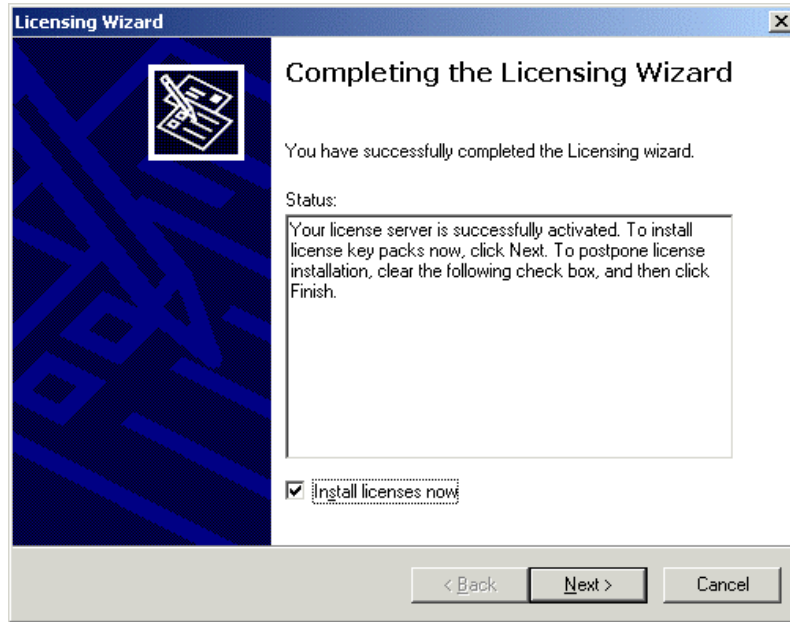 Licensing Wizard
Completing the Licensing Wizard
You have successfully completed the Licensing wizard.
Status:
Your license server is successfully activated. To install
license key packs now, click Next. To postpone license
installation, clear the following check box, and then click
Finish.
Install licenses now
< Back Next > Cancel